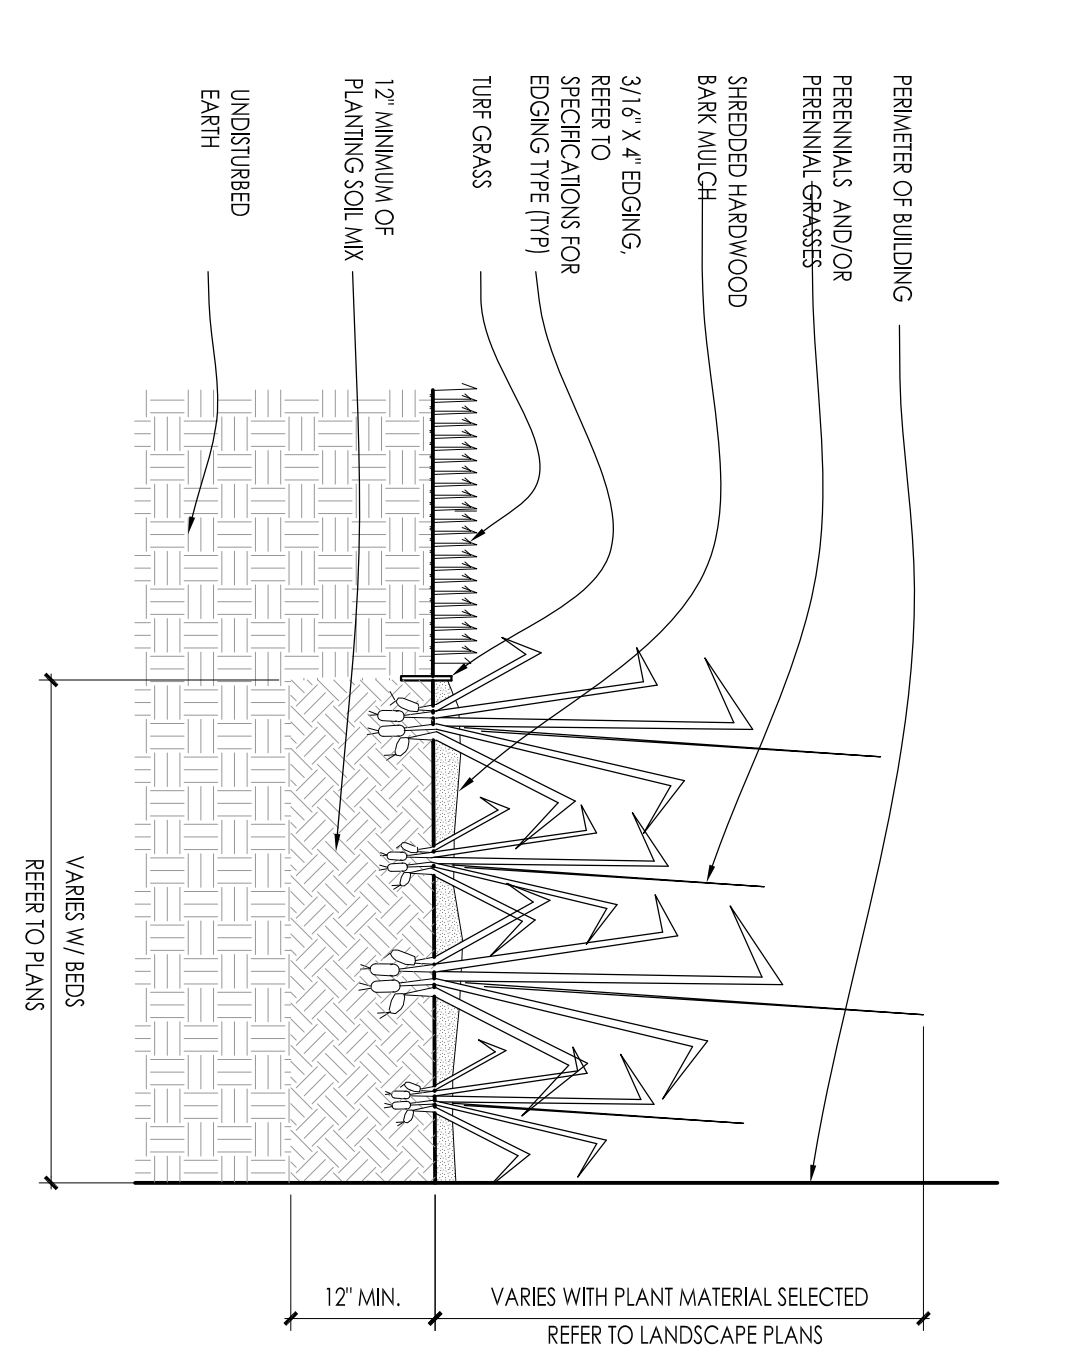 PERIMETER OF BUILDING
PERENNIALS AND/OR
PERENNIAL GRASSES
SHREDDED HARDWOOD
BARK MULCH
3/16" X 4" EDGING,
REFER TO
SPECIFICATIONS FOR
EDGING TYPE (TYP)
TURF GRASS
12" MINIMUM OF
PLANTING SOIL MIX
UNDISTURBED
EARTH
VARIES W/ BEDS
REFER TO PLANS
12" MIN.
VARIES WITH PLANT MATERIAL SELECTED
REFER TO LANDSCAPE PLANS